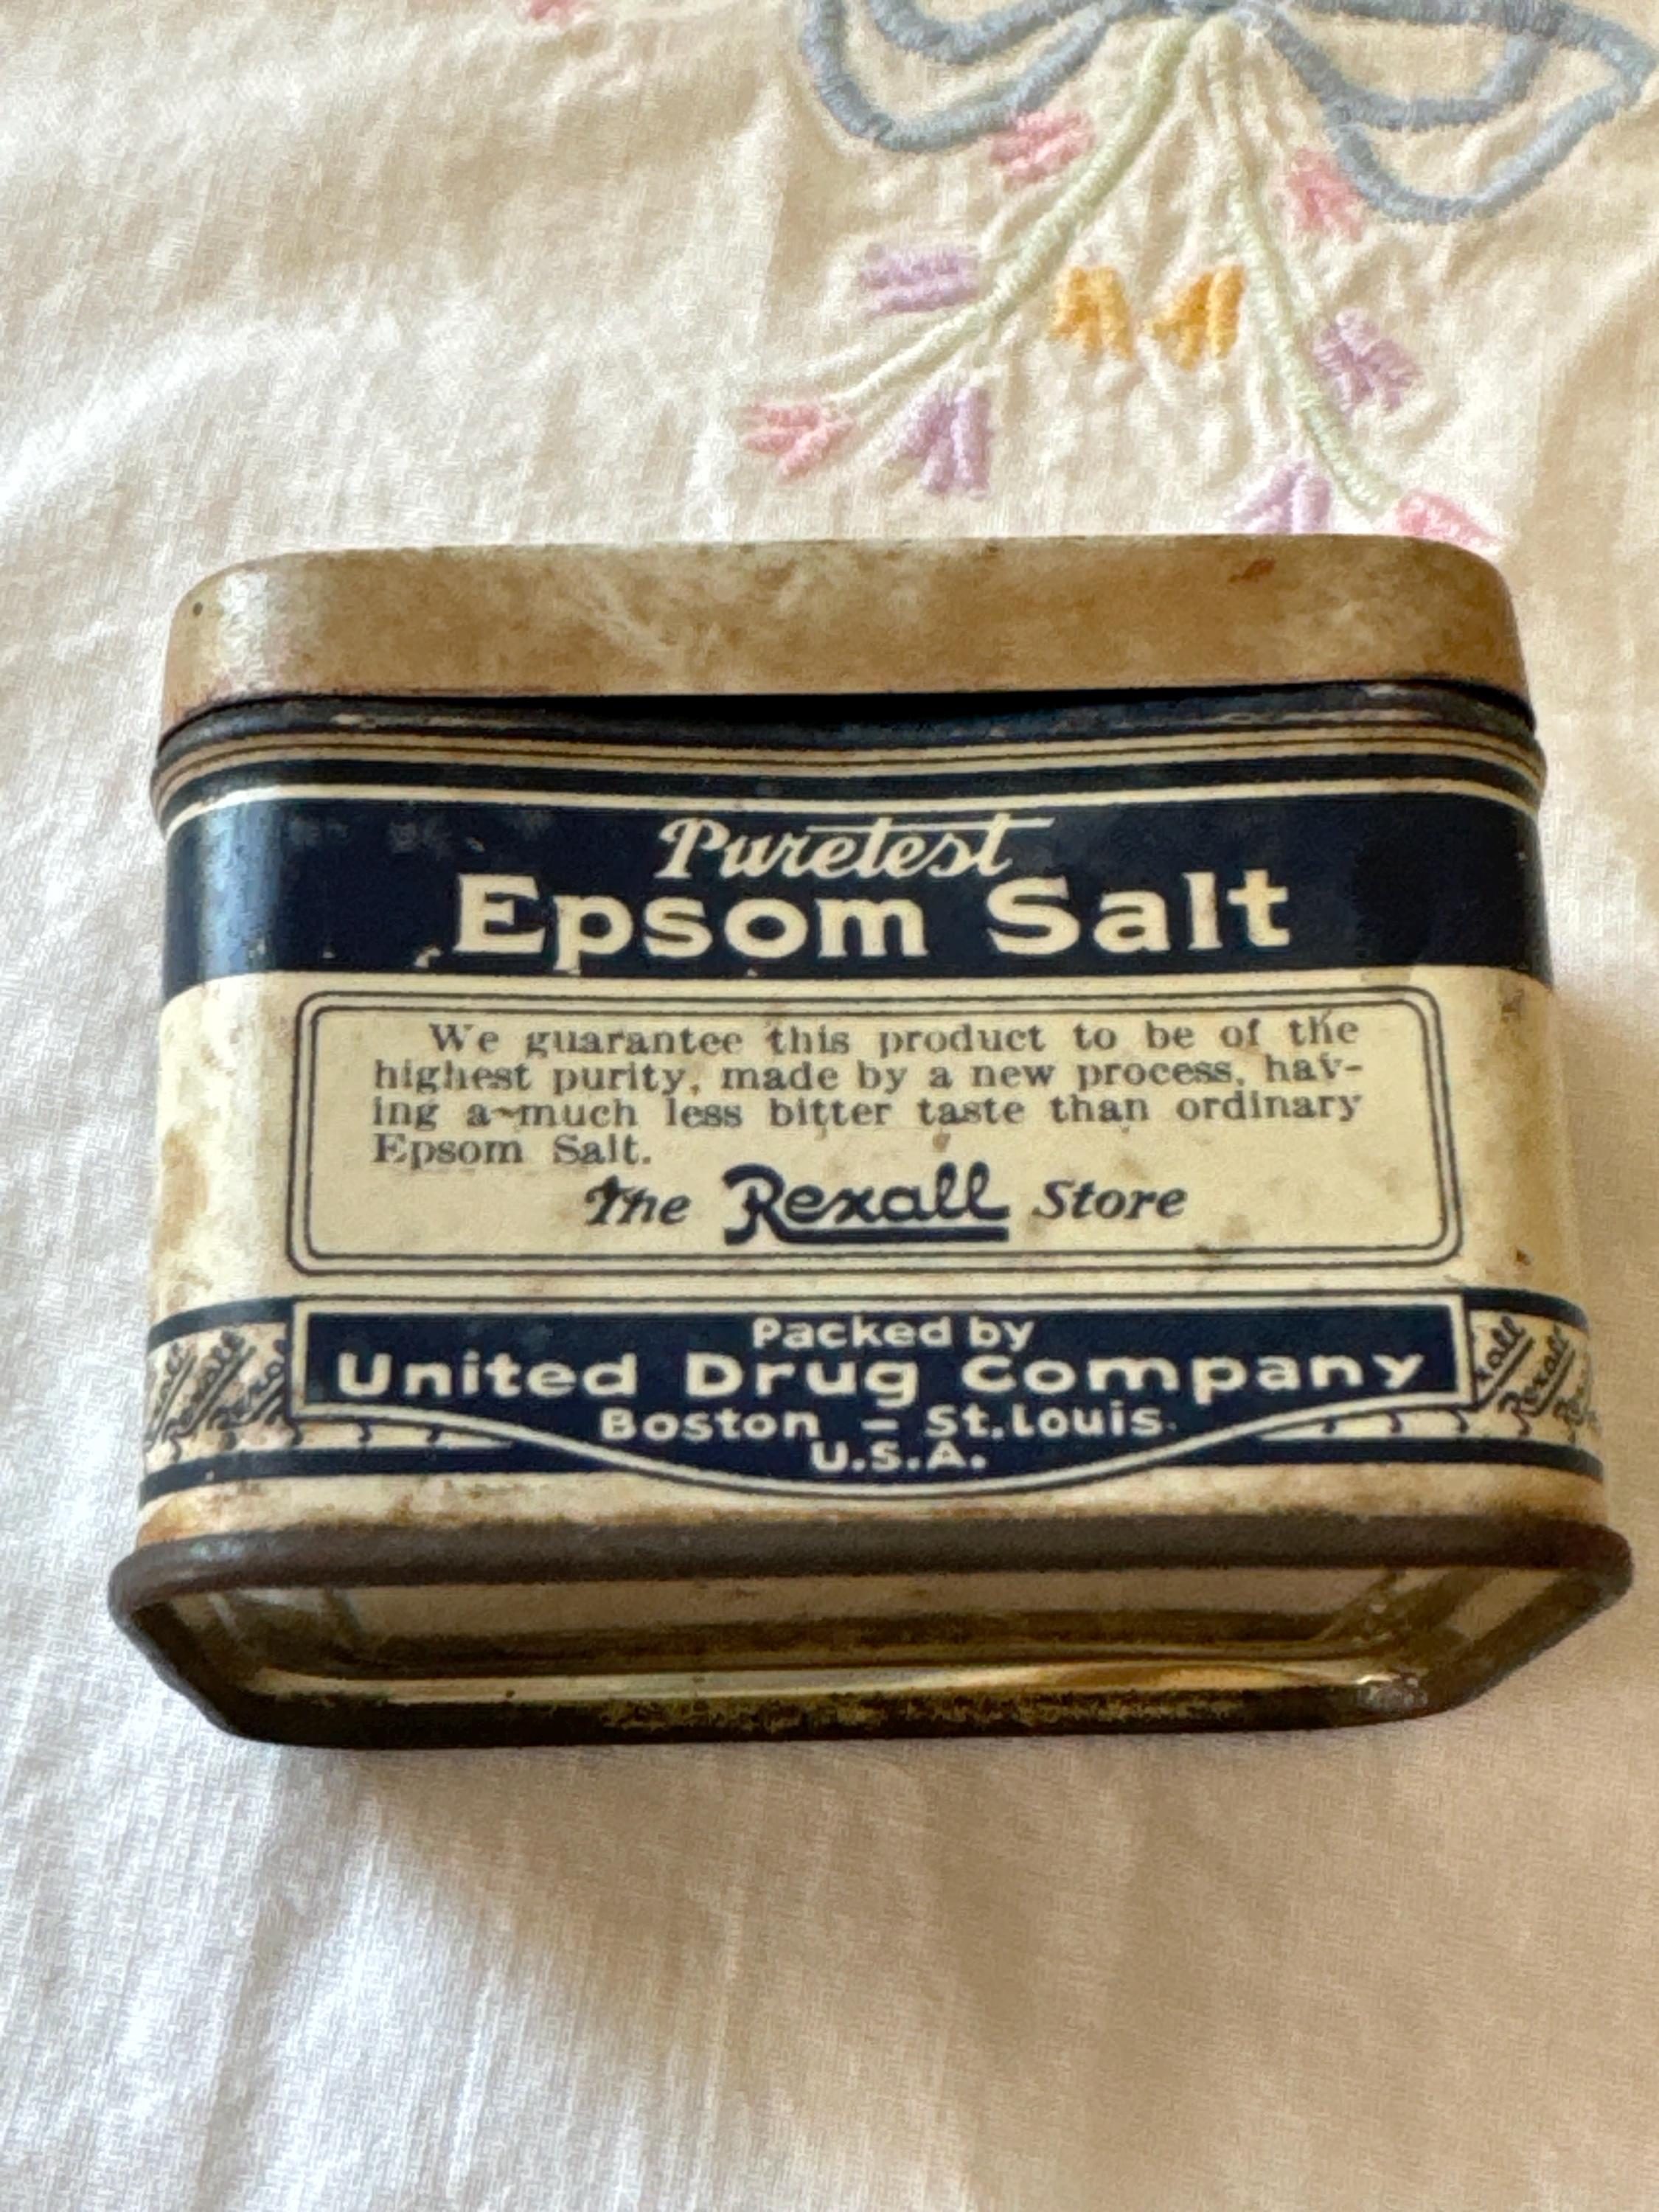 Puretest
Epsom Salt
We guarantee this product to be of the
highest purity, made by a new process, hav-
ing a much less bitter taste than ordinary
Epsom Salt.
The Rexall Store
Packed by
United Drug Company
Boston – St. Louis
U.S.A.
Rexall
Rexall